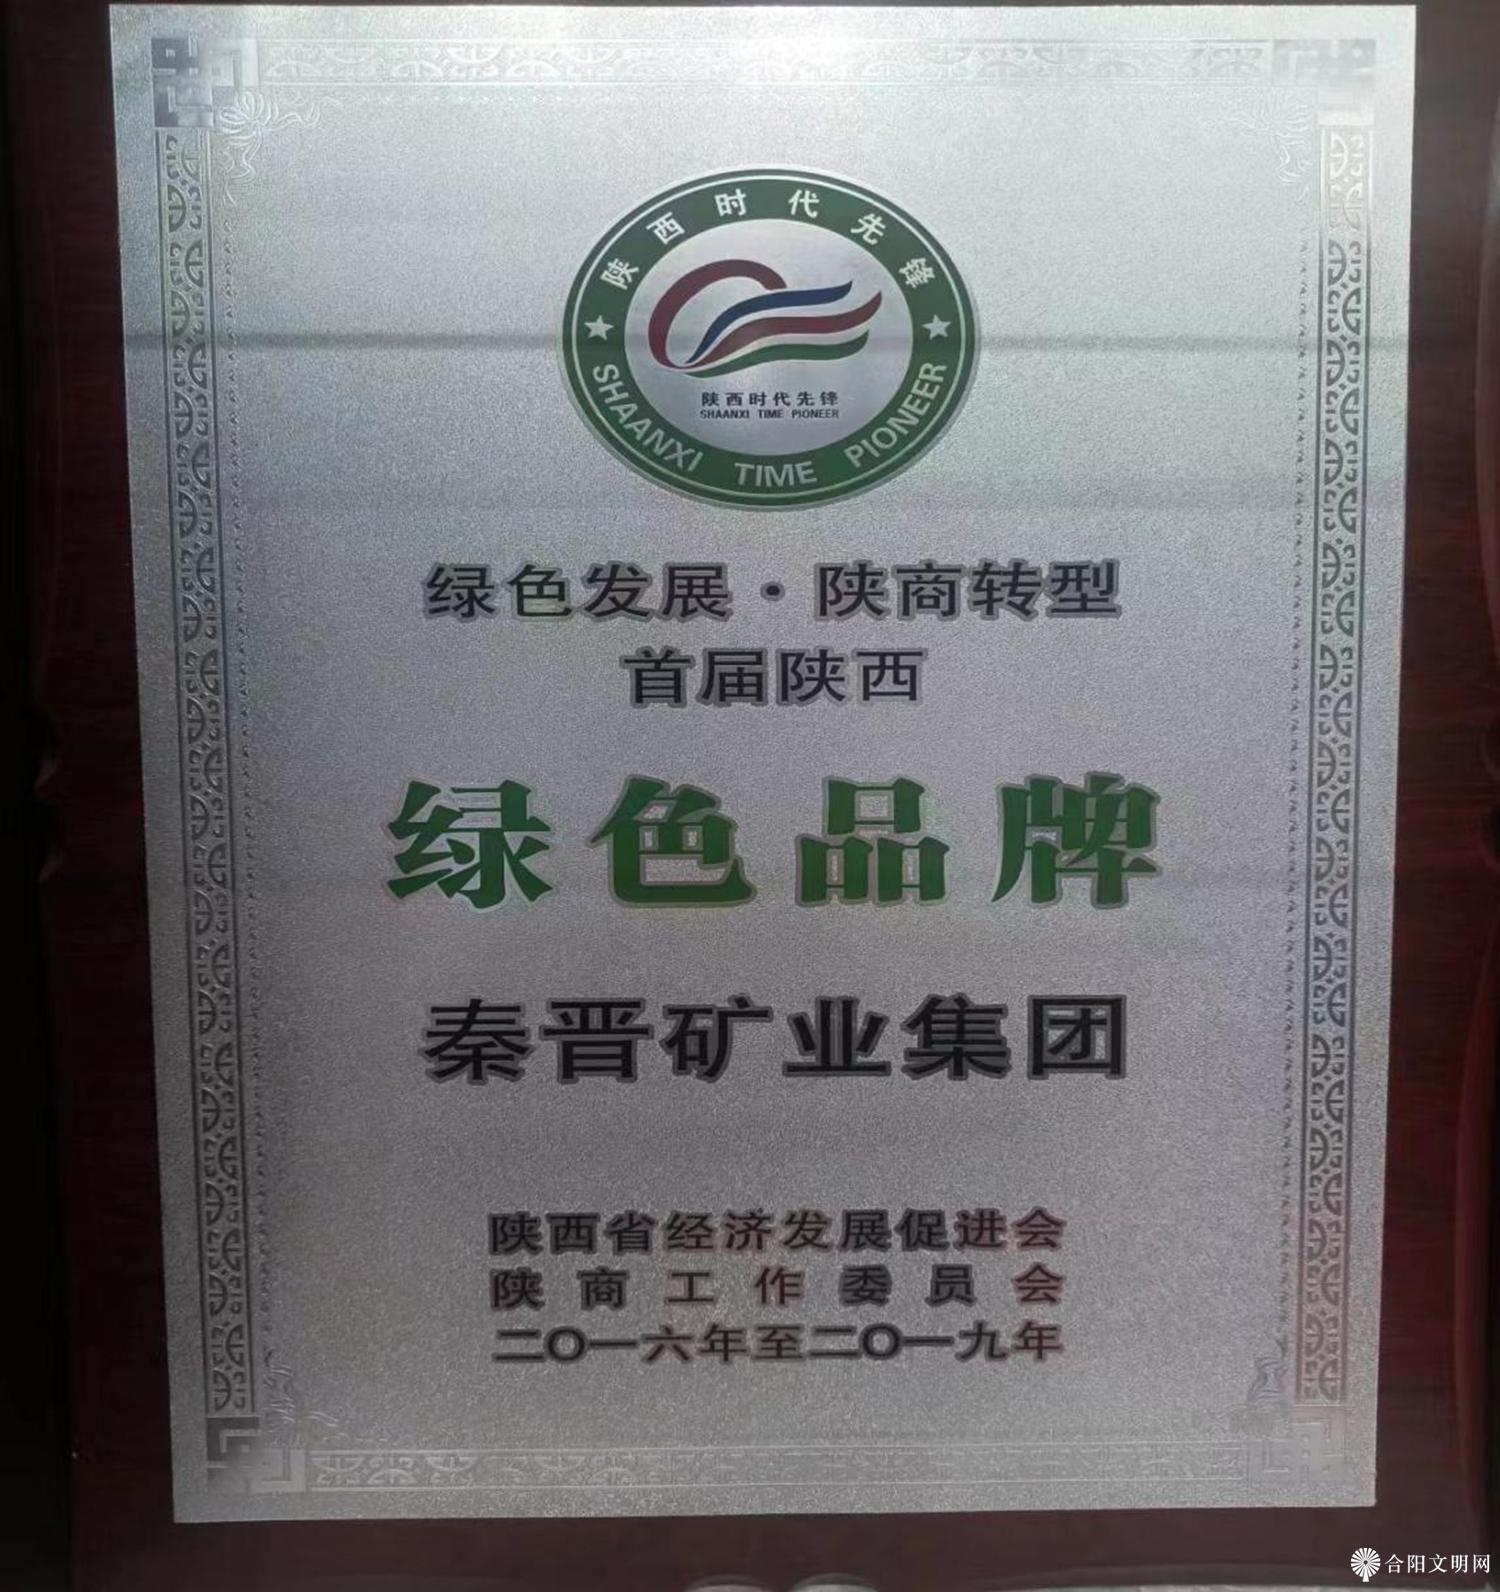 陕西时代先锋
陕西时代先锋
SHAANXI TIME PIONEER
SHAANXI TIME PIONEER
绿色发展·陕商转型
首届陕西
绿色品牌
秦晋矿业集团
陕西省经济发展促进会
陕商工作委员会
二〇一六年至二〇一九年
合阳文明网